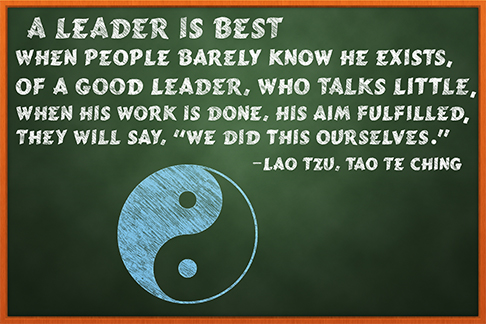 A LEADER IS BEST
WHEN PEOPLE BARELY KNOW HE EXISTS,
OF A GOOD LEADER, WHO TALKS LITTLE,
WHEN HIS WORK IS DONE, HIS AIM FULFILLED,
THEY WILL SAY, "WE DID THIS OURSELVES."
-LAO TZU, TAO TE CHING